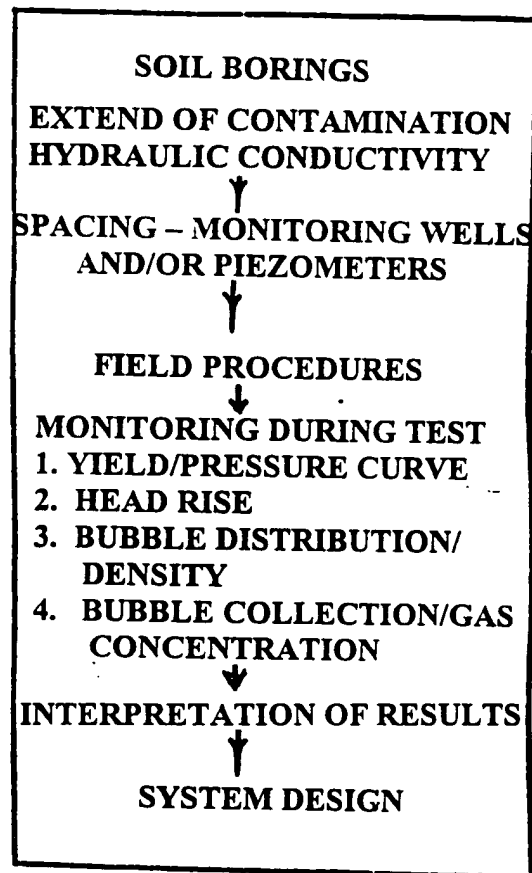 SOIL BORINGS
EXTEND OF CONTAMINATION
HYDRAULIC CONDUCTIVITY
SPACING – MONITORING WELLS
AND/OR PIEZOMETERS
FIELD PROCEDURES
MONITORING DURING TEST
1. YIELD/PRESSURE CURVE
2. HEAD RISE
3. BUBBLE DISTRIBUTION/
DENSITY
4. BUBBLE COLLECTION/GAS
CONCENTRATION
INTERPRETATION OF RESULTS
SYSTEM DESIGN